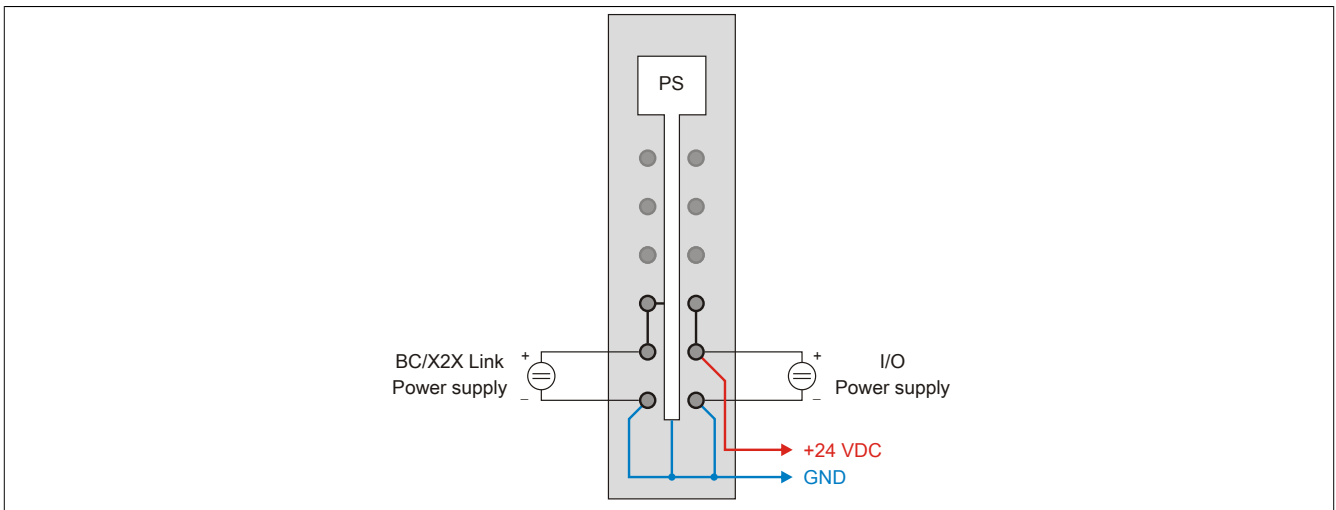 PS
BC/X2X Link
Power supply
+
–
I/O
Power supply
+
–
+24 VDC
GND